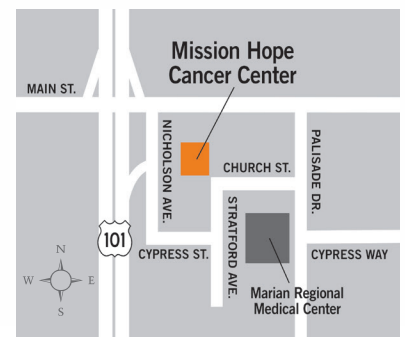 Mission Hope
Cancer Center
MAIN ST.
NICHOLSON AVE.
PALISADE DR.
CHURCH ST.
STRATFORD AVE.
101
N
W E
S
CYPRESS ST.
CYPRESS WAY
Marian Regional
Medical Center